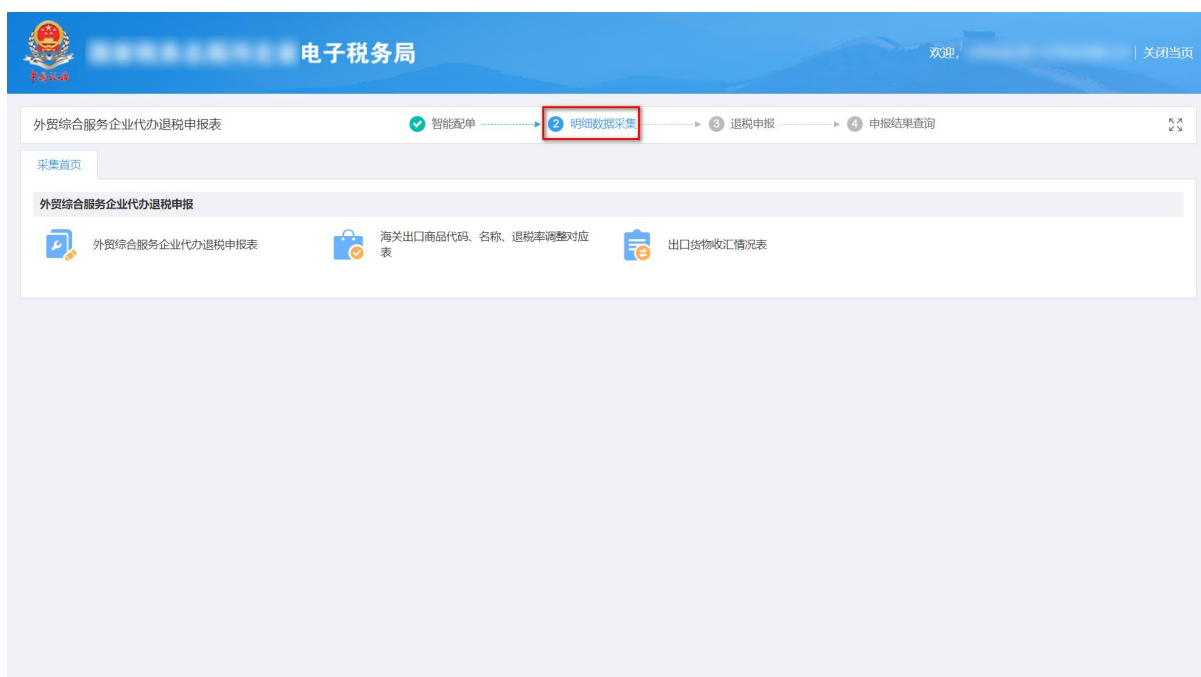 电子税务局
欢迎,
关闭当页
中国税务
外贸综合服务企业代办退税申报表
智能配单
2 明细数据采集
3 退税申报
4 申报结果查询
采集首页
外贸综合服务企业代办退税申报
外贸综合服务企业代办退税申报表
海关出口商品代码、名称、退税率调整对应
表
出口货物收汇情况表